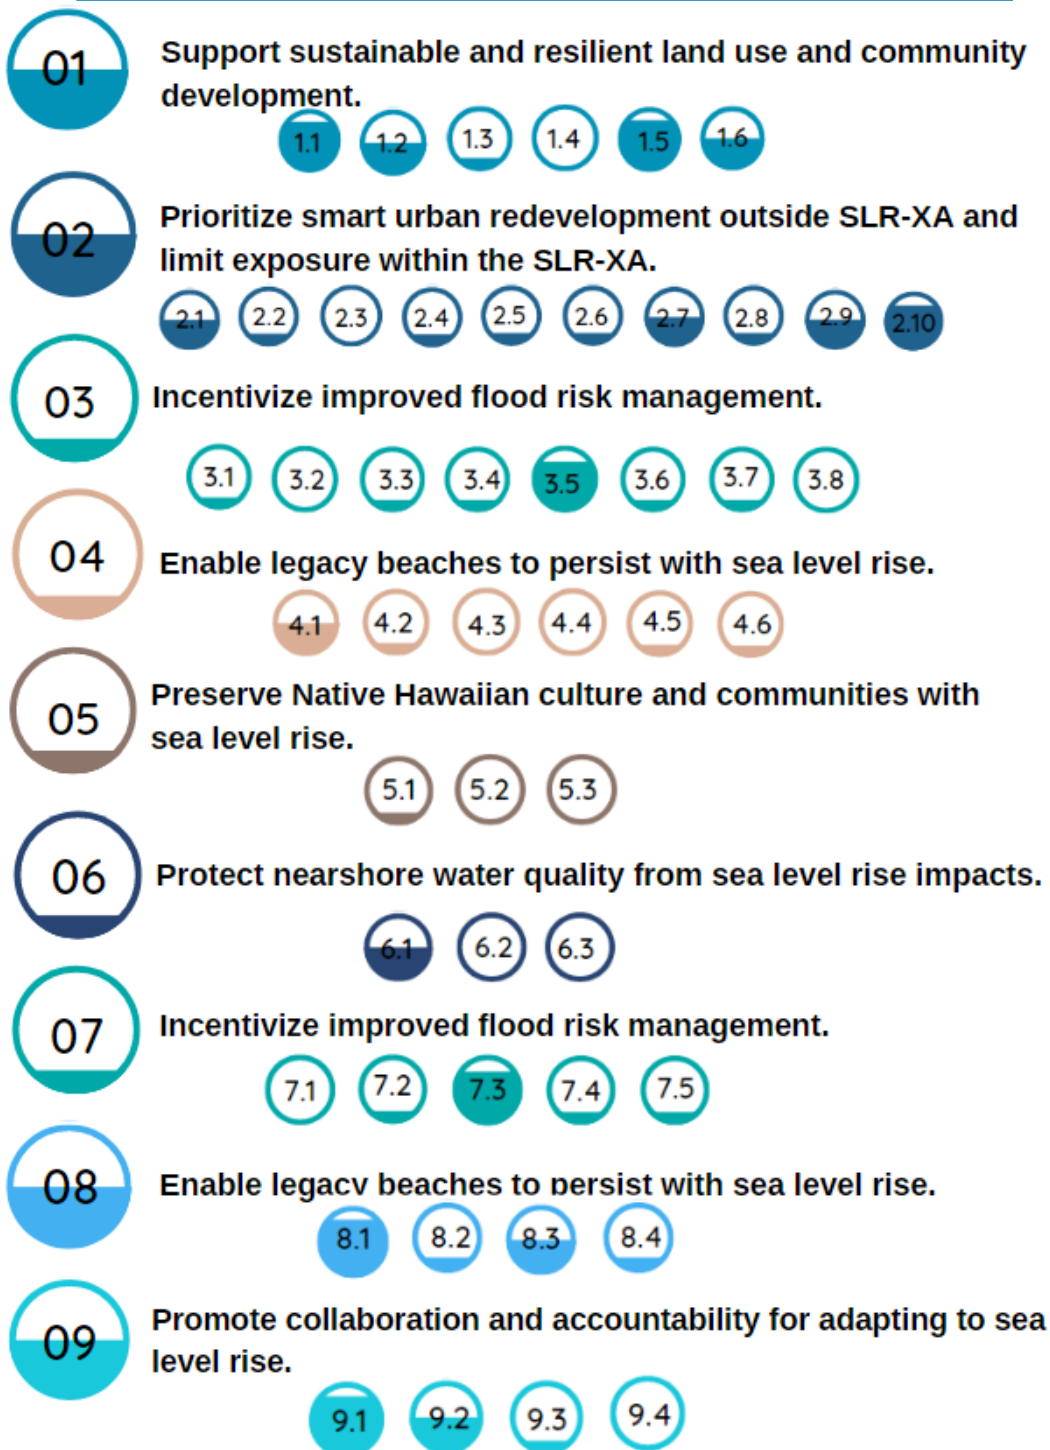 01
Support sustainable and resilient land use and community
development.
1.1 1.2 1.3 1.4 1.5 1.6
02
Prioritize smart urban redevelopment outside SLR-XA and
limit exposure within the SLR-XA.
2.1 2.2 2.3 2.4 2.5 2.6 2.7 2.8 2.9 2.10
03
Incentivize improved flood risk management.
3.1 3.2 3.3 3.4 3.5 3.6 3.7 3.8
04
Enable legacy beaches to persist with sea level rise.
4.1 4.2 4.3 4.4 4.5 4.6
05
Preserve Native Hawaiian culture and communities with
sea level rise.
5.1 5.2 5.3
06
Protect nearshore water quality from sea level rise impacts.
6.1 6.2 6.3
07
Incentivize improved flood risk management.
7.1 7.2 7.3 7.4 7.5
08
Enable legacy beaches to persist with sea level rise.
8.1 8.2 8.3 8.4
09
Promote collaboration and accountability for adapting to sea
level rise.
9.1 9.2 9.3 9.4